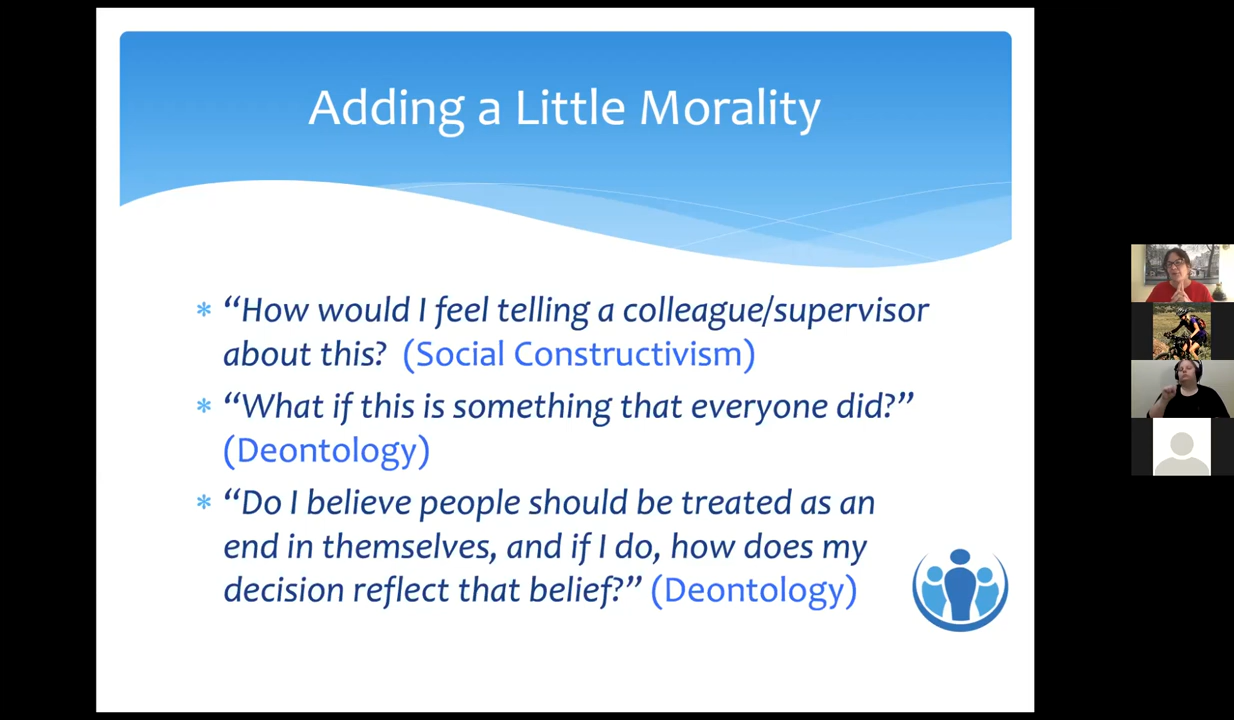 Adding a Little Morality
* “How would I feel telling a colleague/supervisor
about this? (Social Constructivism)
* “What if this is something that everyone did?”
(Deontology)
* “Do I believe people should be treated as an
end in themselves, and if I do, how does my
decision reflect that belief?” (Deontology)